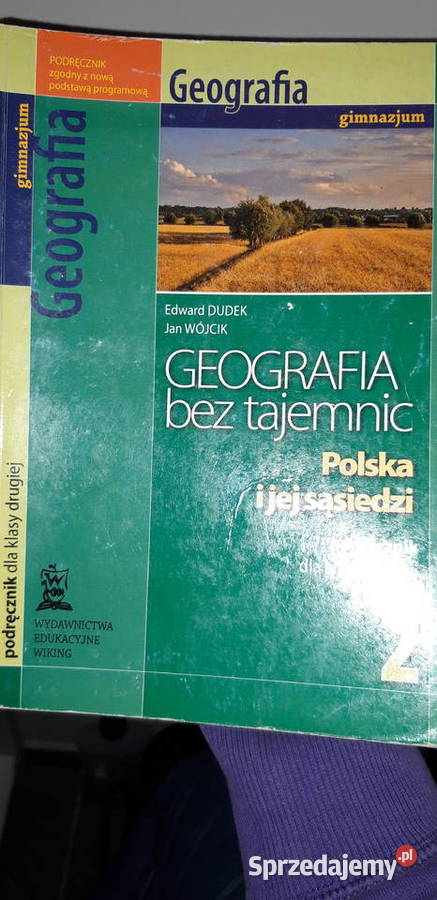 PODRĘCZNIK
zgodny z nową
podstawą programową
Geografia
gimnazjum
gimnazjum
Geografia
podręcznik dla klasy drugiej
Edward DUDEK
Jan WÓJCIK
GEOGRAFIA
bez tajemnic
Polska
i jej sąsiedzi
2
W
WYDAWNICTWA
EDUKACYJNE
WIKING
Sprzedajemy.pl